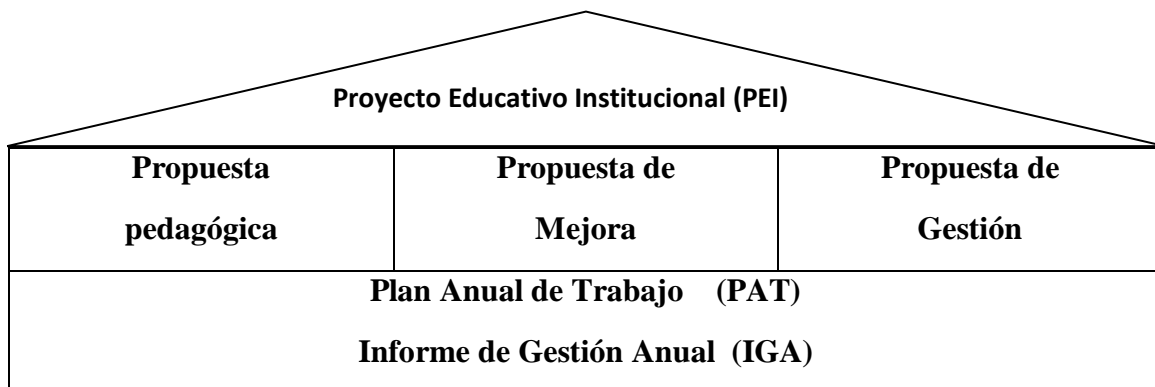 Proyecto Educativo Institucional (PEI)
Propuesta
pedagógica
Propuesta de
Mejora
Propuesta de
Gestión
Plan Anual de Trabajo (PAT)
Informe de Gestión Anual (IGA)